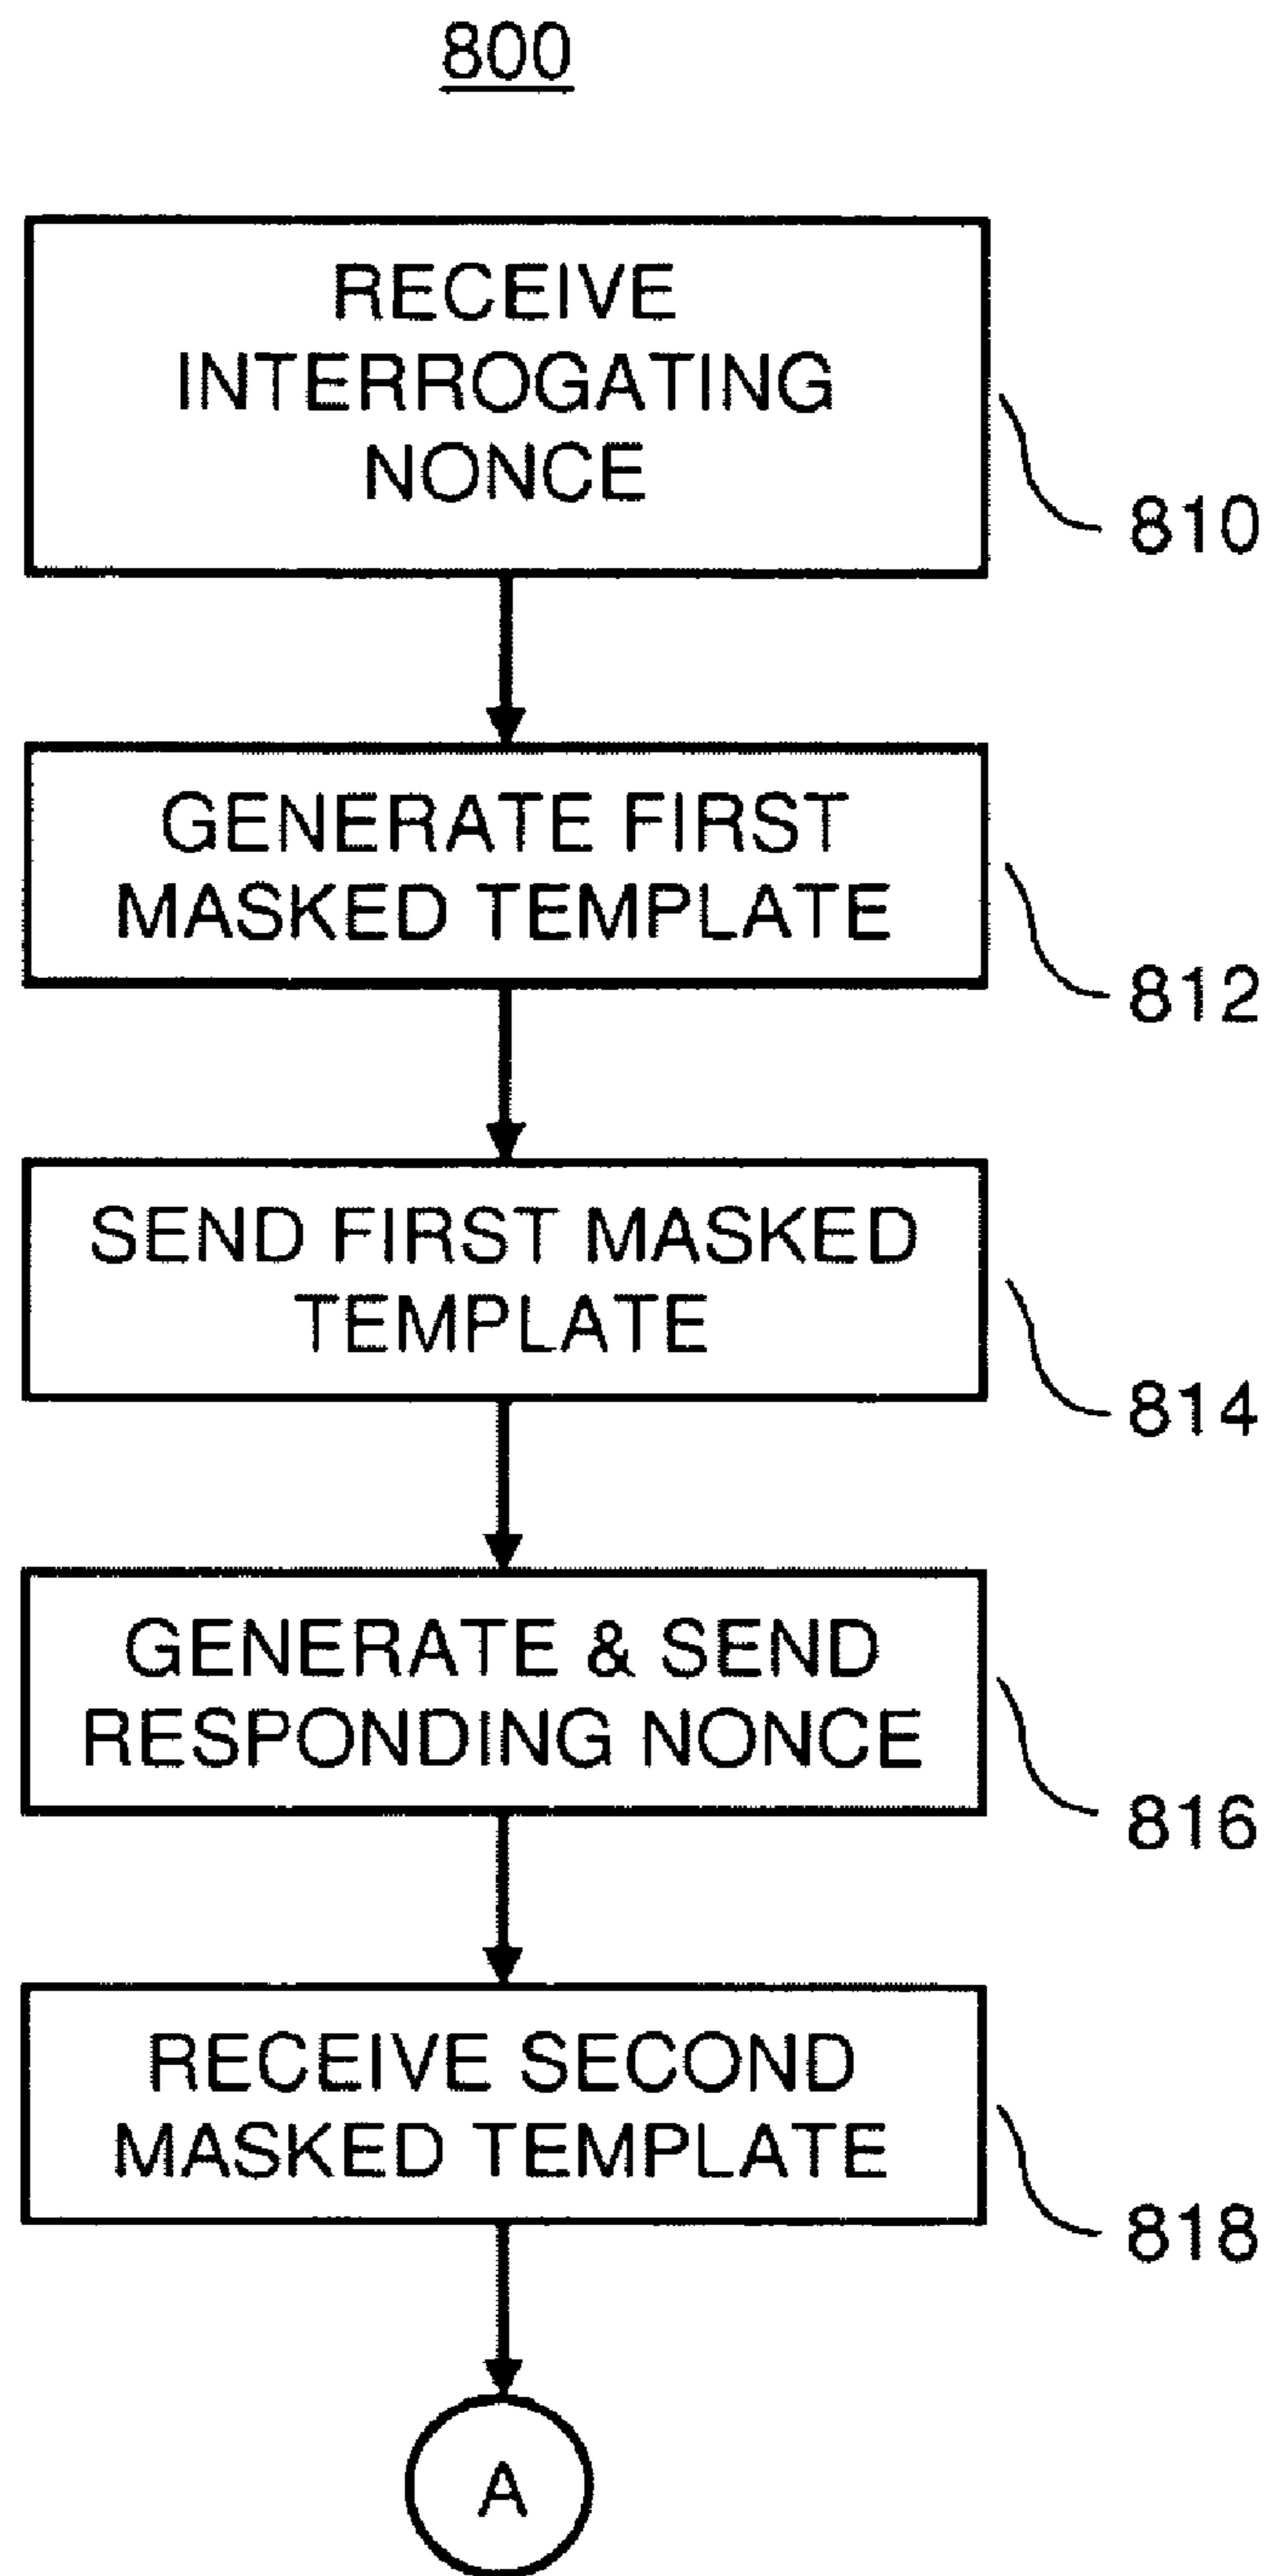 800
RECEIVE
INTERROGATING
NONCE
810
GENERATE FIRST
MASKED TEMPLATE
812
SEND FIRST MASKED
TEMPLATE
814
GENERATE & SEND
RESPONDING NONCE
816
RECEIVE SECOND
MASKED TEMPLATE
818
A